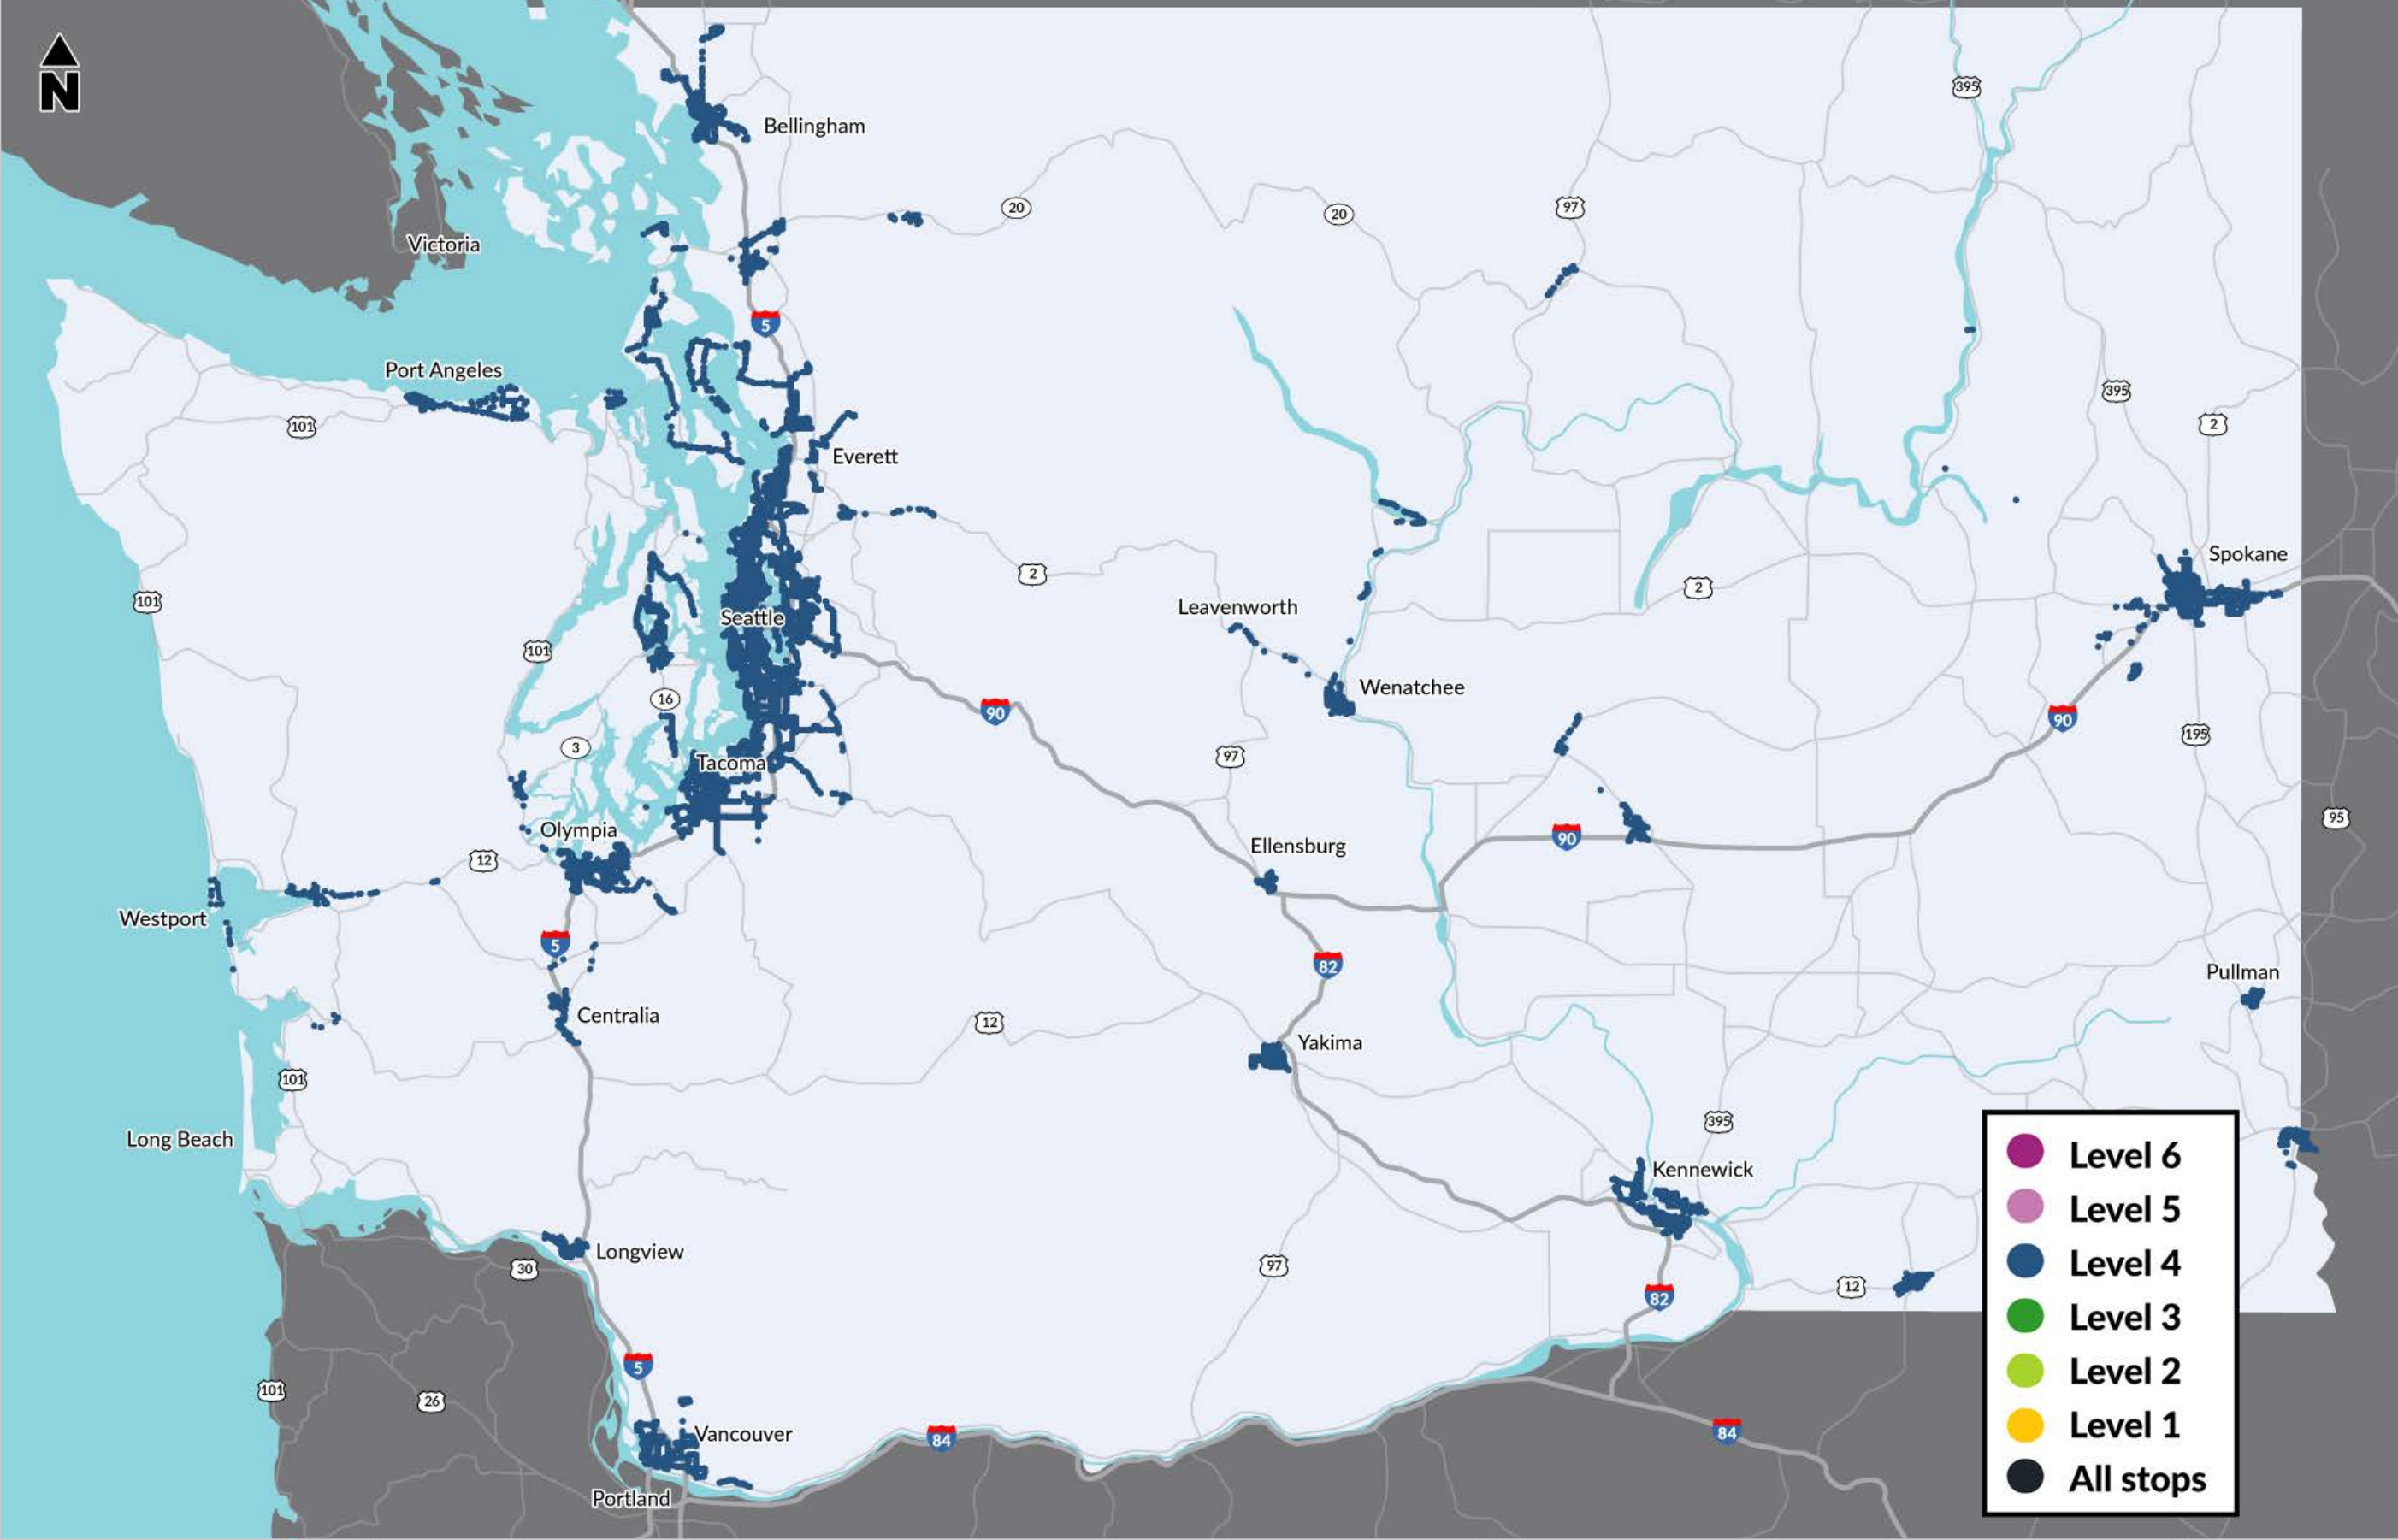 N
395
Bellingham
20
20
97
Victoria
5
Port Angeles
395
101
2
Everett
Spokane
2
2
101
Leavenworth
Seattle
101
Wenatchee
16
90
90
195
3
97
Tacoma
95
Olympia
90
Ellensburg
12
Westport
5
82
Pullman
Centralia
12
Yakima
101
395
Long Beach
Kennewick
Longview
97
30
12
82
5
101
26
Vancouver
84
84
Portland
Level 6
Level 5
Level 4
Level 3
Level 2
Level 1
All stops